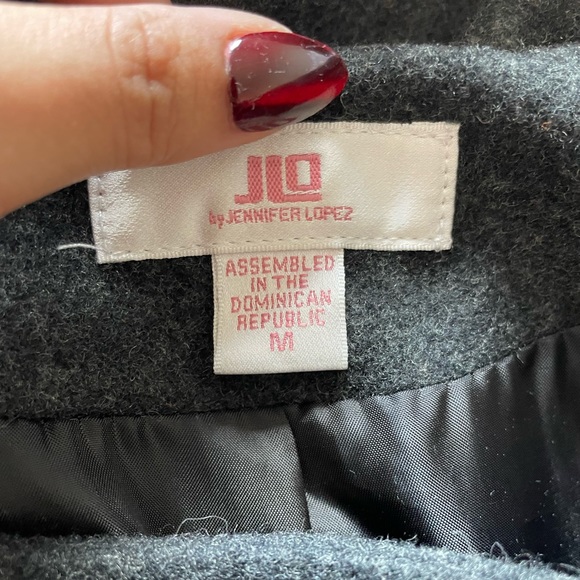 JLO
by JENNIFER LOPEZ
ASSEMBLED
IN THE
DOMINICAN
REPUBLIC
M